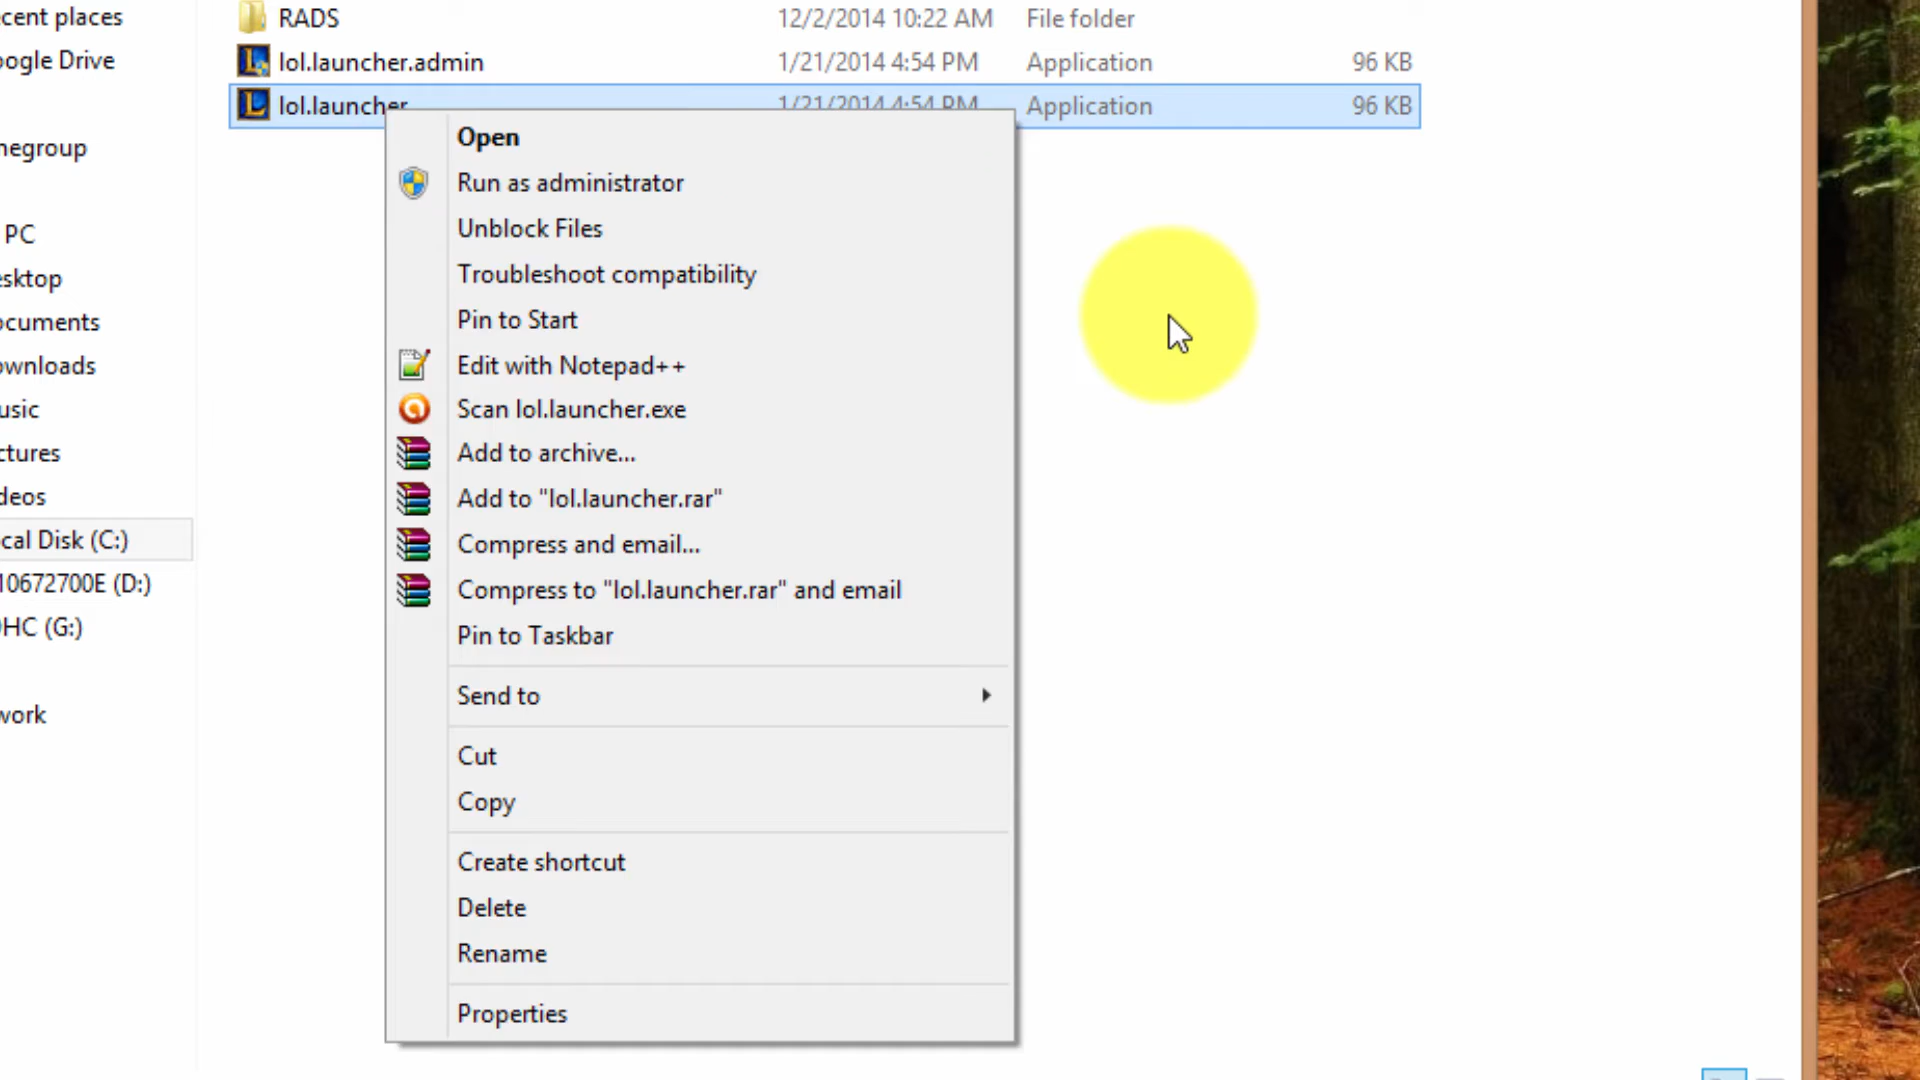 cent places
RADS 12/2/2014 10:22 AM File folder
ogle Drive
lol.launcher.admin 1/21/2014 4:54 PM Application 96 KB
lol.launcher 1/21/2014 4:54 PM Application 96 KB
negroup
PC
esktop
ocuments
ownloads
usic
ctures
deos
cal Disk (C:)
10672700E (D:)
HC (G:)
work
Open
Run as administrator
Unblock Files
Troubleshoot compatibility
Pin to Start
Edit with Notepad++
Scan lol.launcher.exe
Add to archive...
Add to "lol.launcher.rar"
Compress and email...
Compress to "lol.launcher.rar" and email
Pin to Taskbar
Send to
Cut
Copy
Create shortcut
Delete
Rename
Properties